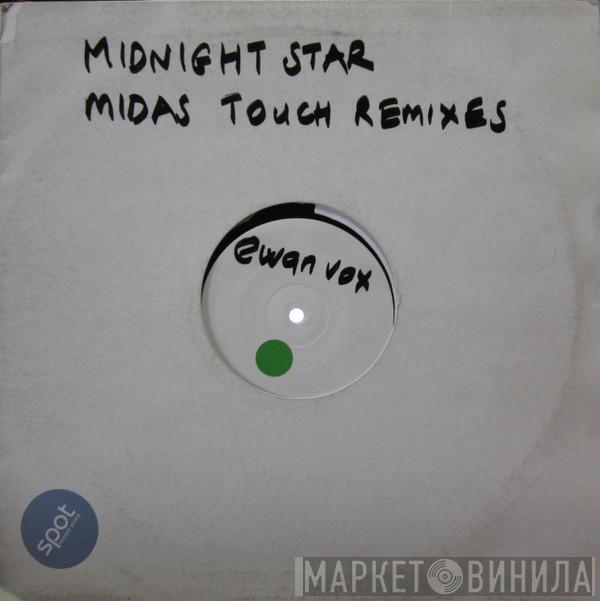 MIDNIGHT STAR
MIDAS TOUCH REMIXES
ewan vox
spot
МАРКЕТ ВИНИЛА